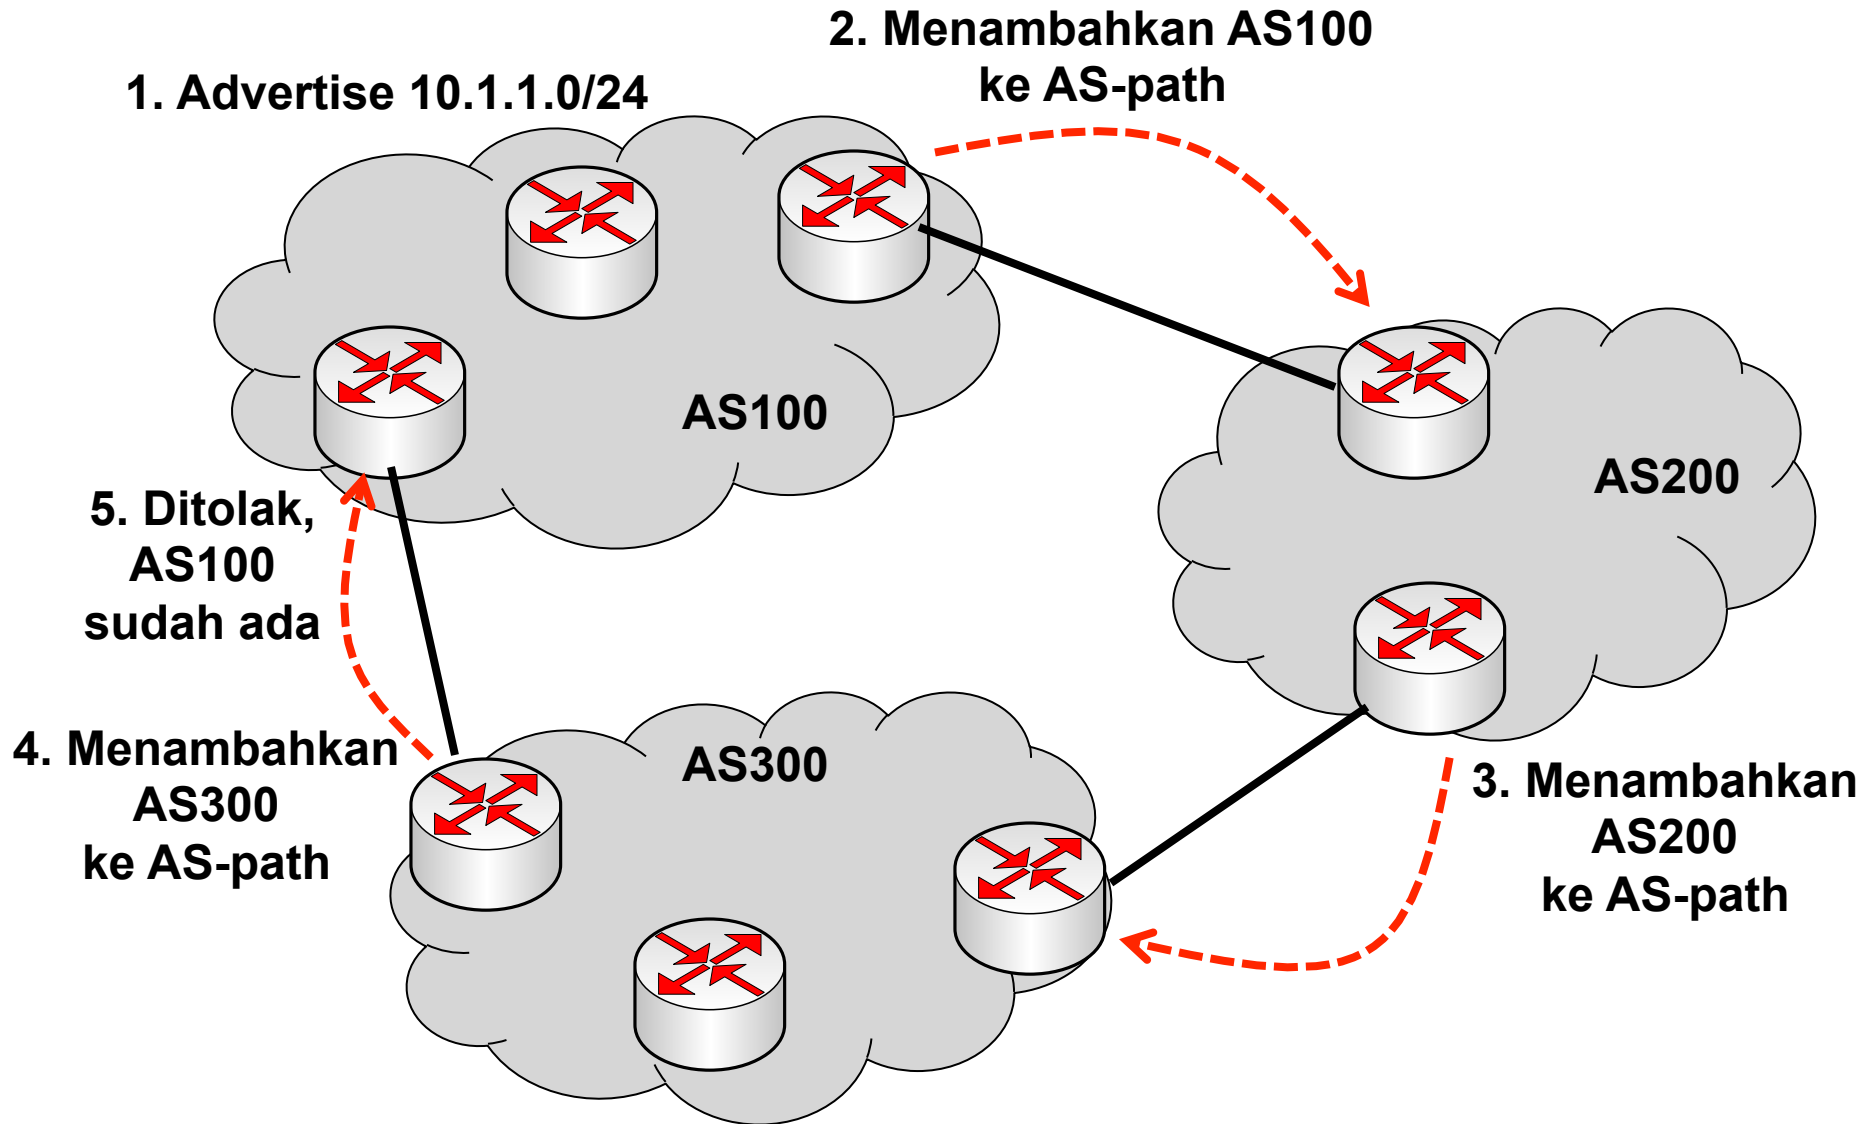 1. Advertise 10.1.1.0/24
2. Menambahkan AS100
ke AS-path
AS100
AS200
3. Menambahkan
AS200
ke AS-path
AS300
4. Menambahkan
AS300
ke AS-path
5. Ditolak,
AS100
sudah ada